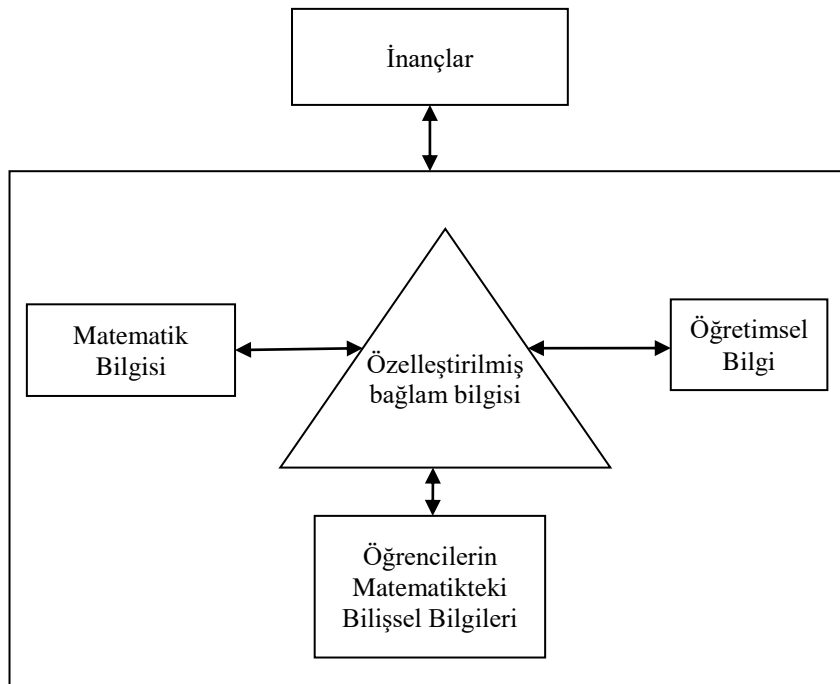 İnançlar
Matematik
Bilgisi
Özelleştirilmiş
bağlam bilgisi
Öğretimsel
Bilgi
Öğrencilerin
Matematikteki
Bilişsel Bilgileri